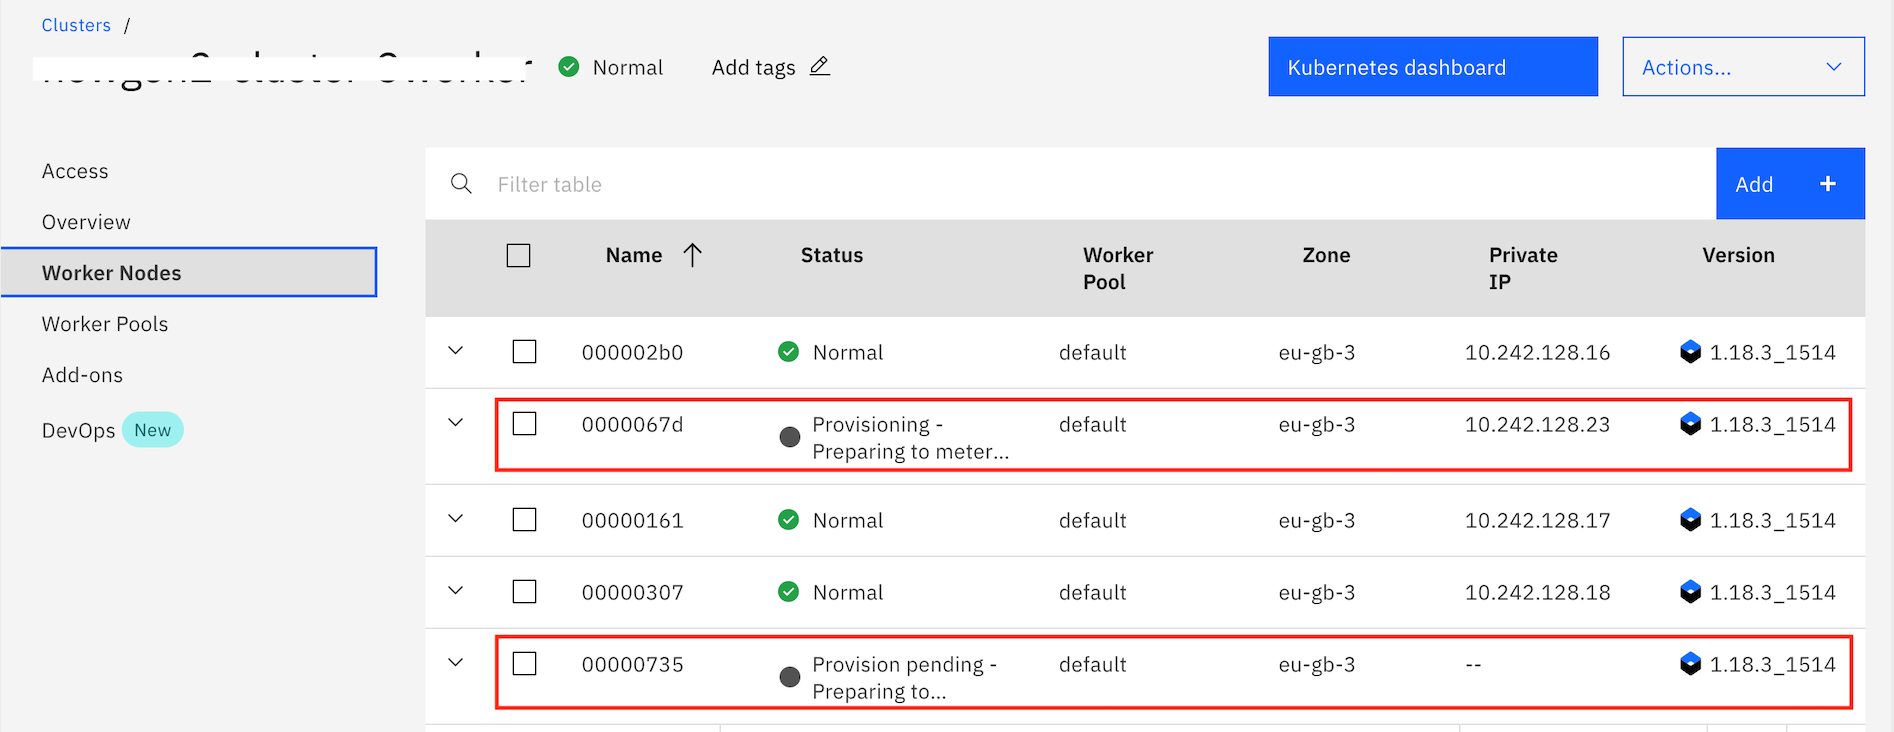 Clusters /
Normal
Add tags
Kubernetes dashboard
Actions...
Access
Overview
Worker Nodes
Worker Pools
Add-ons
DevOps New
Filter table
Add +
Name Status Worker Pool Zone Private IP Version
000002b0 Normal default eu-gb-3 10.242.128.16 1.18.3_1514
0000067d Provisioning - default eu-gb-3 10.242.128.23 1.18.3_1514
Preparing to meter...
00000161 Normal default eu-gb-3 10.242.128.17 1.18.3_1514
00000307 Normal default eu-gb-3 10.242.128.18 1.18.3_1514
00000735 Provision pending - default eu-gb-3 -- 1.18.3_1514
Preparing to...